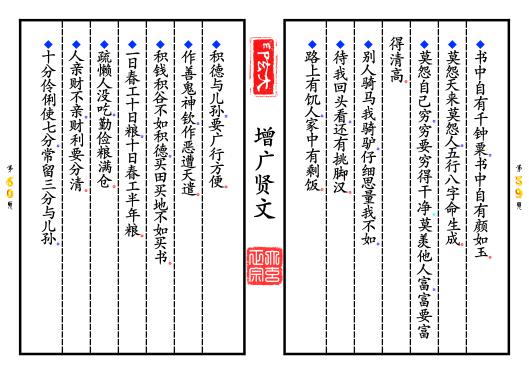 书中自有千钟粟书中自有颜如玉
莫怨天来莫怨人五行八字命生成
莫怨自己穷穷要穷得干净莫羡他人富富要富
得清高
别人骑马我骑驴仔细思量我不如
待我回头看还有挑脚汉
路上有饥人家中有剩饭
增广贤文
积德与儿孙要广行方便
作善鬼神钦作恶遭天遣
积钱积谷不如积德买田买地不如买书
一日春工十日粮十日春工半年粮
疏懒人没吃勤俭粮满仓
人亲财不亲财利要分清
十分伶俐使七分常留三分与儿孙
第59页
第60页